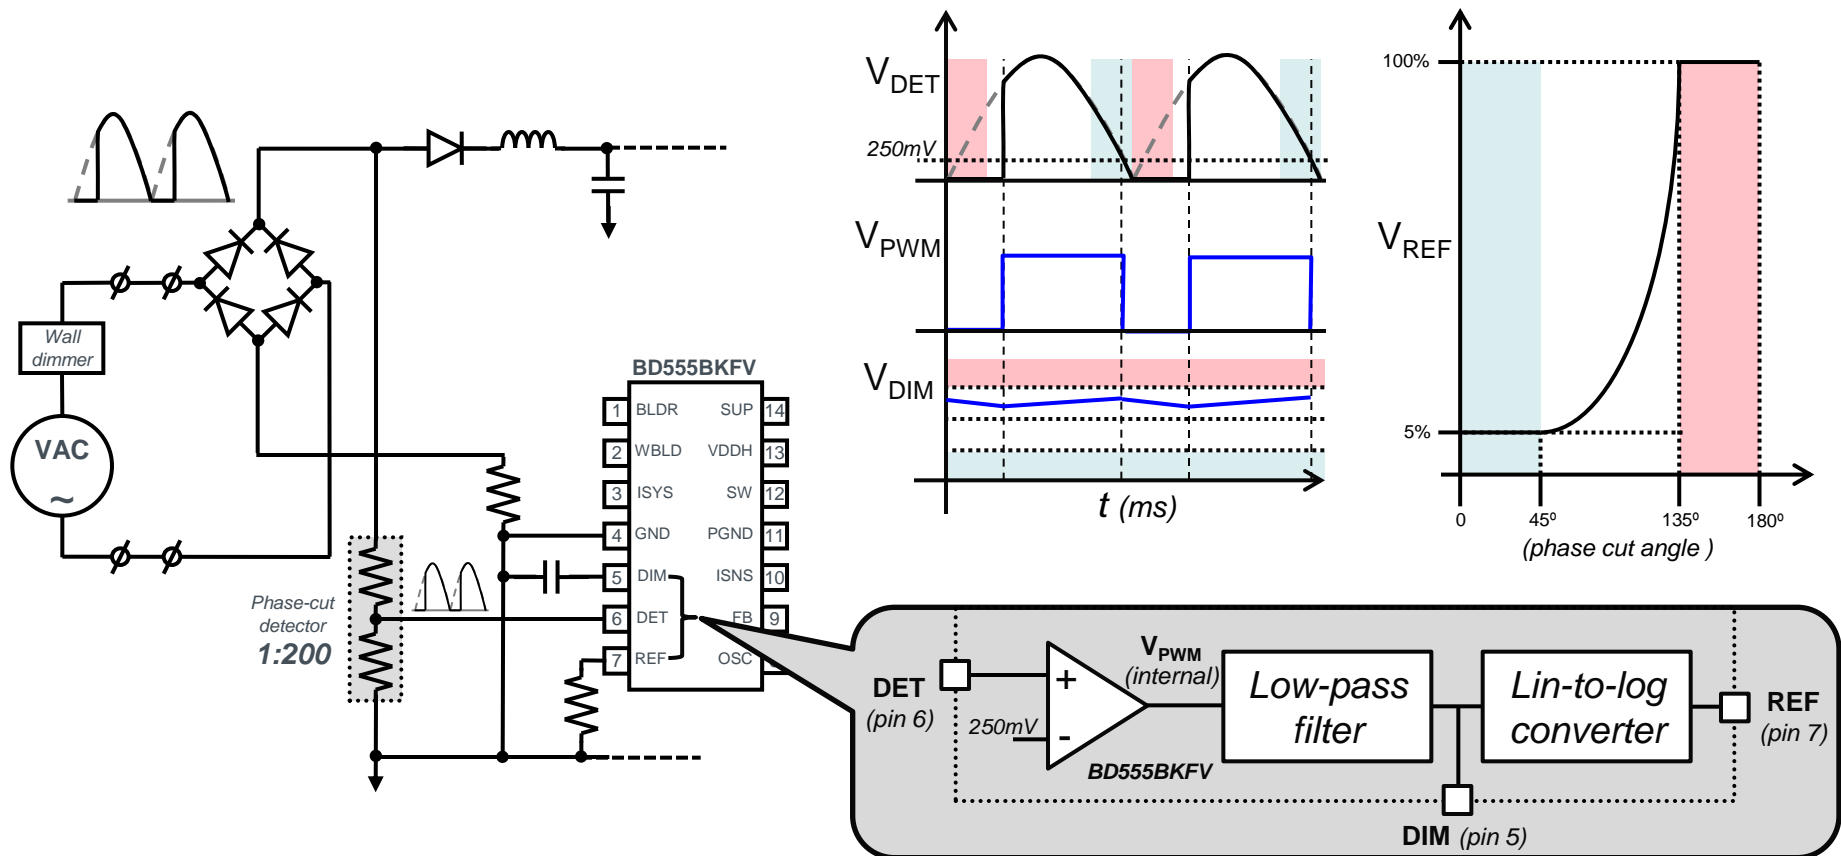 Wall
dimmer
VAC
~
Phase-cut
detector
1:200
BD555BKFV
1 BLDR SUP 14
2 WBLD VDDH 13
3 ISYS SW 12
4 GND PGND 11
5 DIM ISNS 10
6 DET FB 9
7 REF OSC
VDET
250mV
VPWM
VDIM
t (ms)
100%
VREF
5%
0 45º 135º 180º
(phase cut angle )
DET
(pin 6)
+
250mV
-
VPWM
(internal)
BD555BKFV
Low-pass
filter
Lin-to-log
converter
REF
(pin 7)
DIM (pin 5)